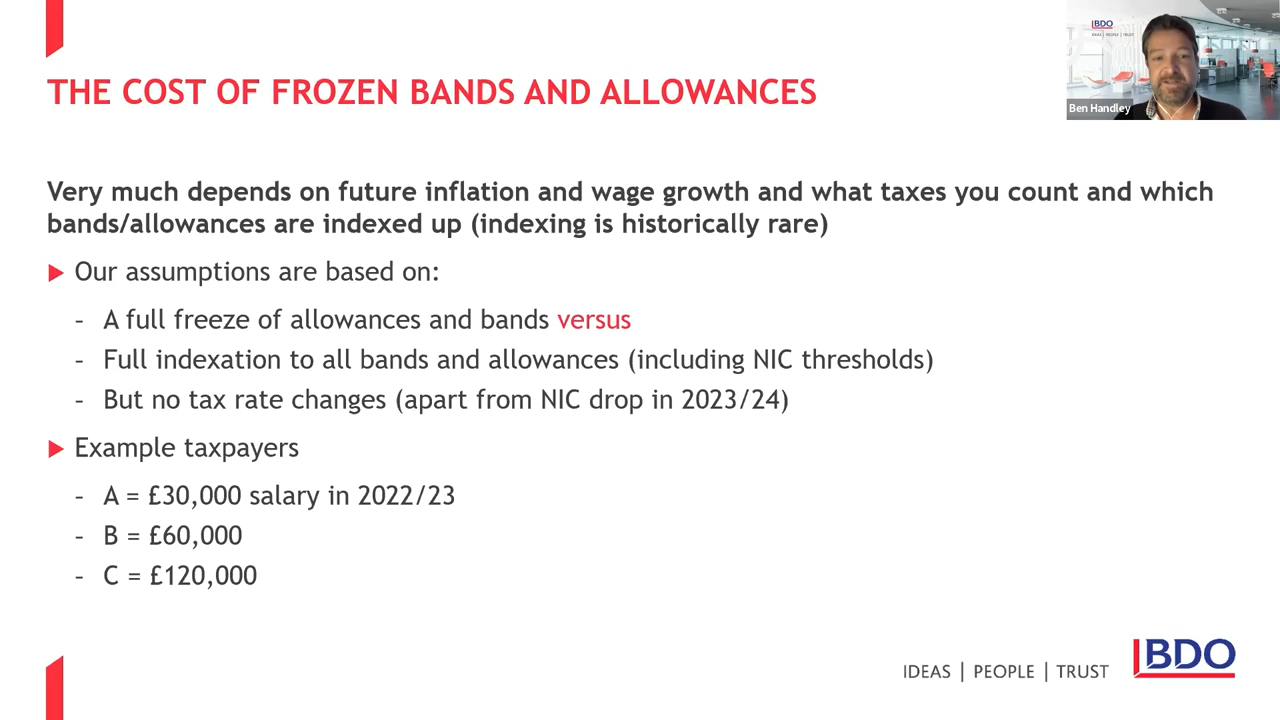 THE COST OF FROZEN BANDS AND ALLOWANCES
BDO
IDEAS | PEOPLE | TRUST
Ben Handley
Very much depends on future inflation and wage growth and what taxes you count and which
bands/allowances are indexed up (indexing is historically rare)
Our assumptions are based on:
- A full freeze of allowances and bands versus
- Full indexation to all bands and allowances (including NIC thresholds)
- But no tax rate changes (apart from NIC drop in 2023/24)
Example taxpayers
- A = £30,000 salary in 2022/23
- B = £60,000
- C = £120,000
IDEAS | PEOPLE | TRUST
BDO